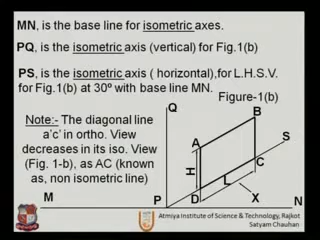 MN, is the base line for isometric axes.
PQ, is the isometric axis (vertical) for Fig.1(b)
PS, is the isometric axis ( horizontal),for L.H.S.V.
for Fig.1(b) at 30º with base line MN.
Figure-1(b)
Note:- The diagonal line
a'c' in ortho. View
decreases in its iso. View
(Fig. 1-b), as AC (known
as, non isometric line)
Q
B
S
A
C
H
L
D
X
M
P
N
Atmiya Institute of Science & Technology, Rajkot
Satyam Chauhan